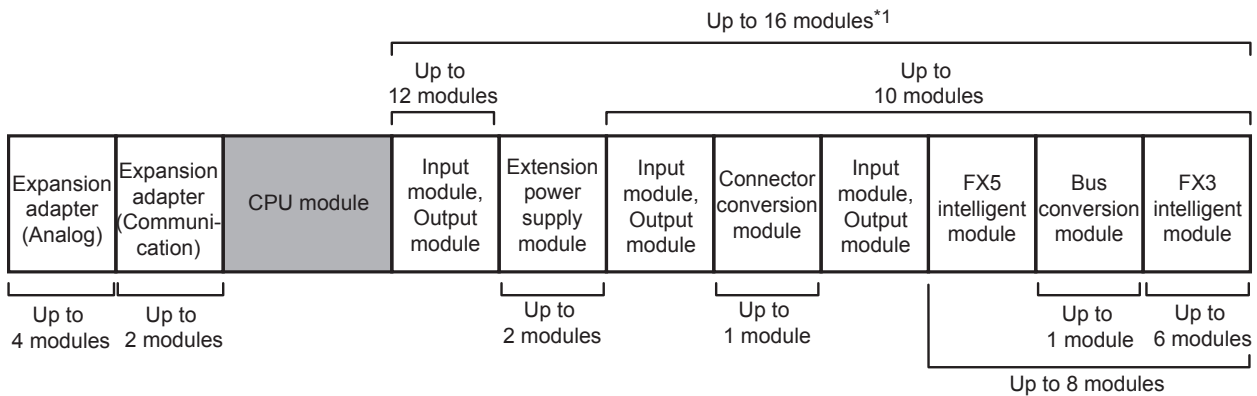 Up to 16 modules*1
Up to
12 modules
Up to
10 modules
Expansion
adapter
(Analog)
Expansion
adapter
(Communi-
cation)
CPU module
Input
module,
Output
module
Extension
power
supply
module
Input
module,
Output
module
Connector
conversion
module
Input
module,
Output
module
FX5
intelligent
module
Bus
conversion
module
FX3
intelligent
module
Up to
4 modules
Up to
2 modules
Up to
2 modules
Up to
1 module
Up to
1 module
Up to
6 modules
Up to 8 modules